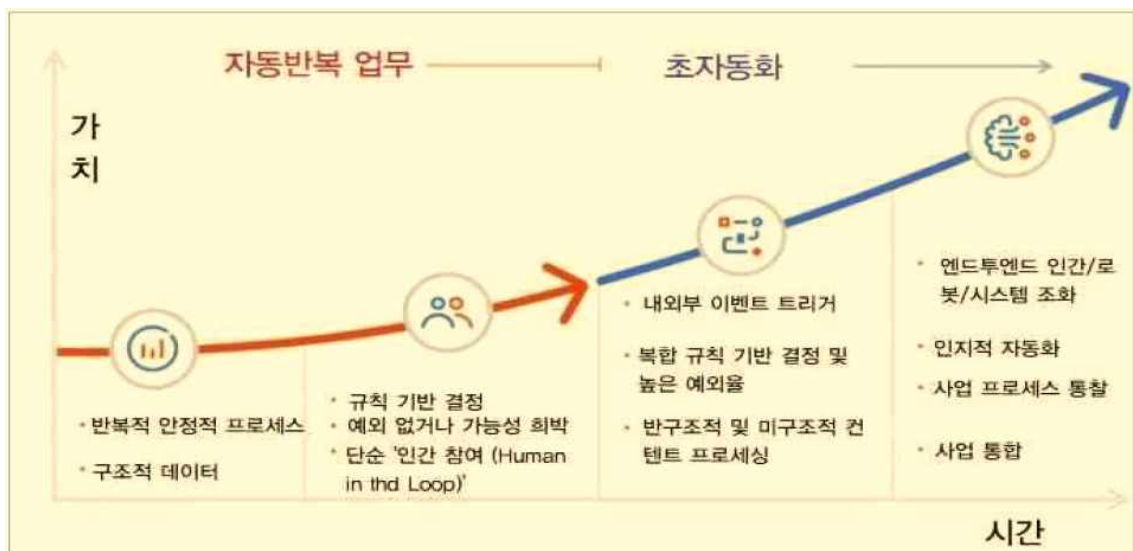 자동반복 업무
초자동화
가
치
• 반복적 안정적 프로세스
• 구조적 데이터
• 규칙 기반 결정
• 예외 없거나 가능성 희박
• 단순 '인간 참여 (Human
in thd Loop)'
• 내외부 이벤트 트리거
• 복합 규칙 기반 결정 및
높은 예외율
• 반구조적 및 미구조적 컨
텐트 프로세싱
• 엔드투엔드 인간/로
봇/시스템 조화
• 인지적 자동화
• 사업 프로세스 통찰
• 사업 통합
시간